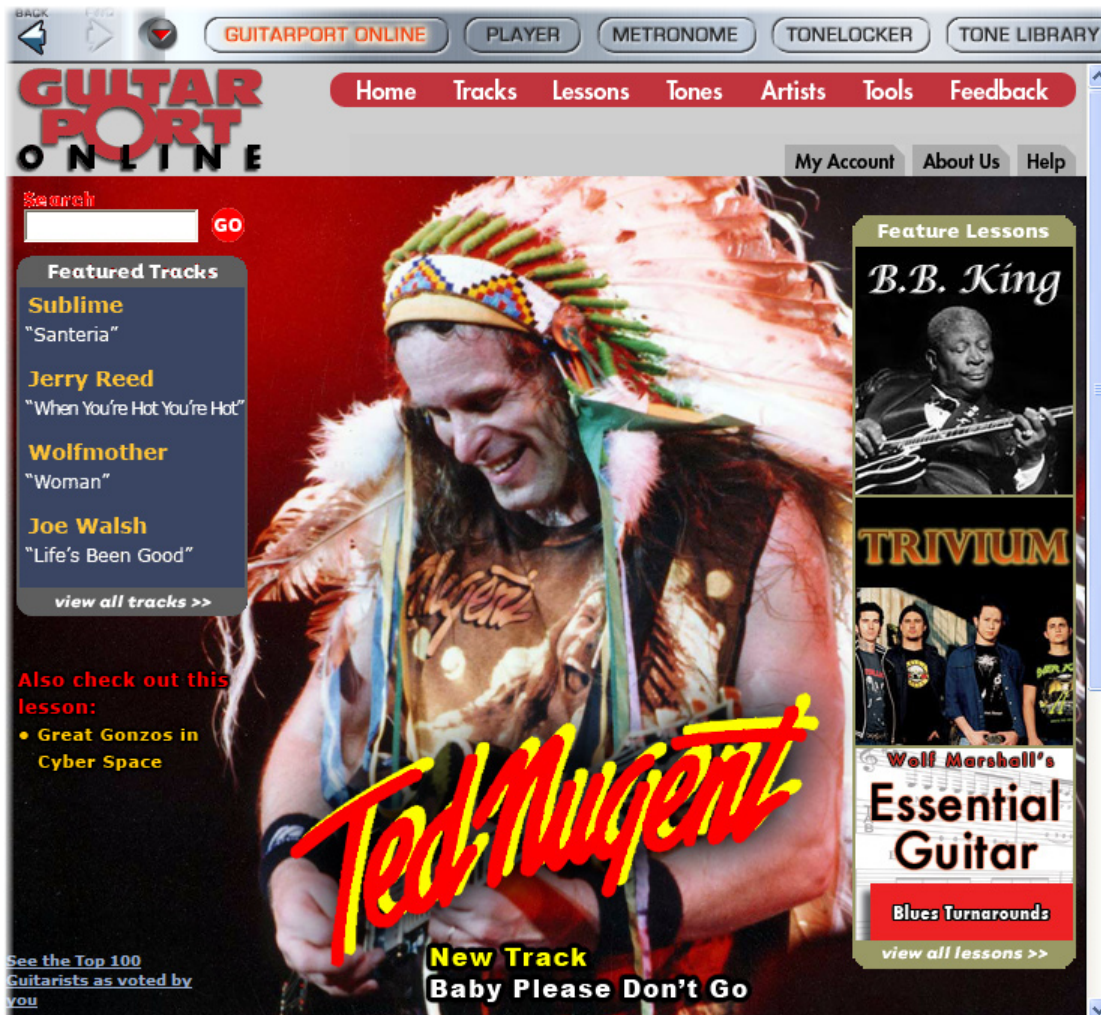 BACK FWD
GUITARPORT ONLINE PLAYER METRONOME TONELOCKER TONE LIBRARY
GUITAR
PORT
ONLINE
Home Tracks Lessons Tones Artists Tools Feedback
My Account About Us Help
Search
GO
Featured Tracks
Sublime
"Santeria"
Jerry Reed
"When You're Hot You're Hot"
Wolfmother
"Woman"
Joe Walsh
"Life's Been Good"
view all tracks >>
Also check out this
lesson:
• Great Gonzos in
Cyber Space
See the Top 100
Guitarists as voted by
you
Nugent
Ted Nugent
New Track
Baby Please Don't Go
Feature Lessons
B.B. King
TRIVIUM
Wolf Marshall's
Essential
Guitar
Blues Turnarounds
view all lessons >>